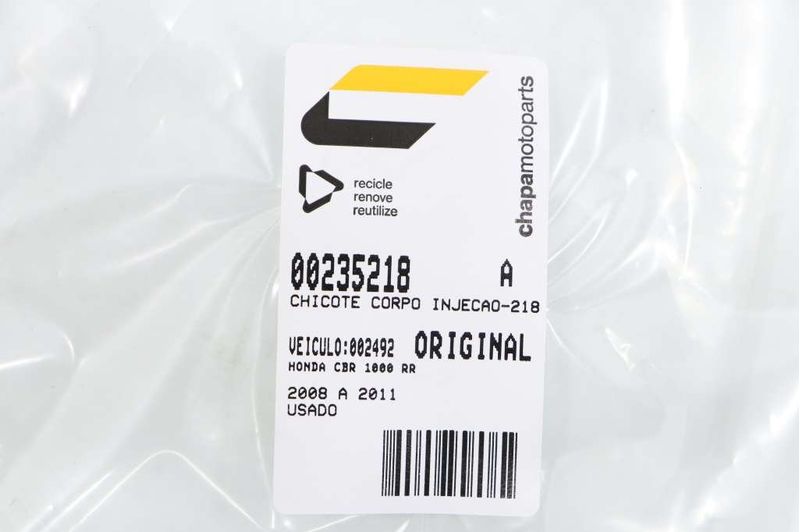 chapamotoparts
recicle
renove
reutilize
00235218 A
CHICOTE CORPO INJECAO-218
VEICULO:002492 ORIGINAL
HONDA CBR 1000 RR
2008 A 2011
USADO